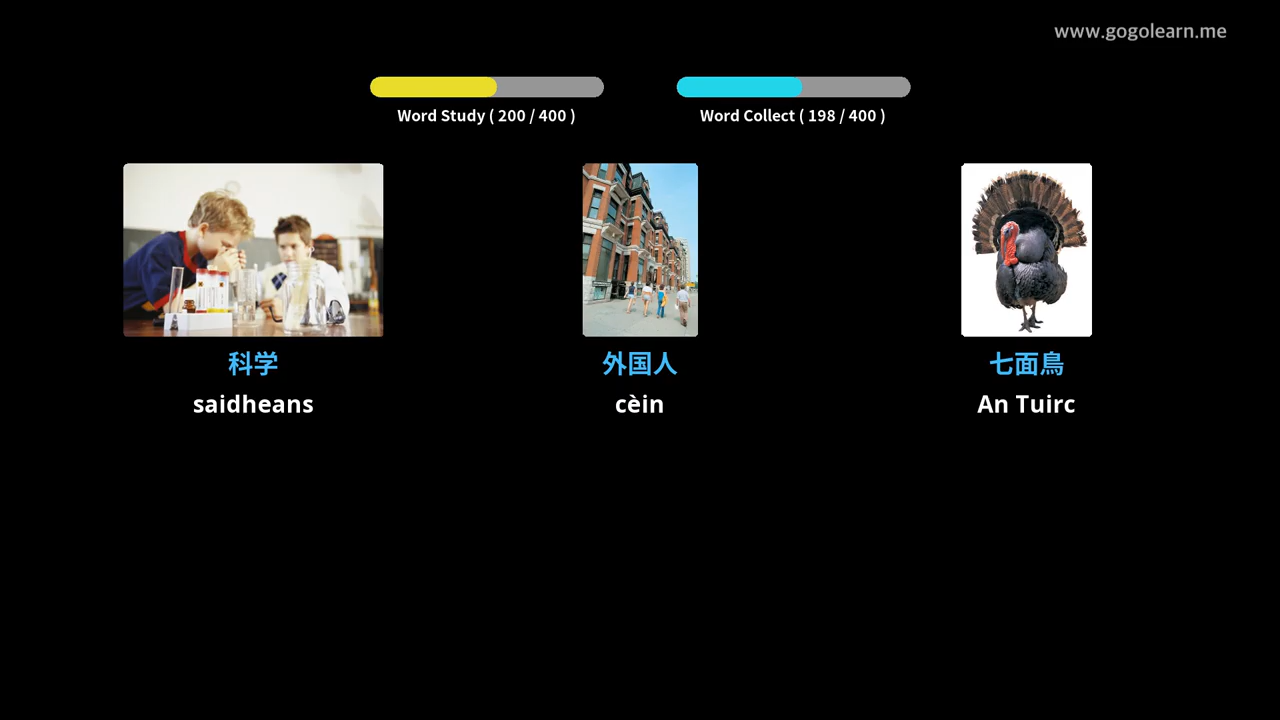 www.gogolearn.me
Word Study ( 200 / 400 )
Word Collect ( 198 / 400 )
科学
外国人
七面鳥
saidheans
cèin
An Tuirc